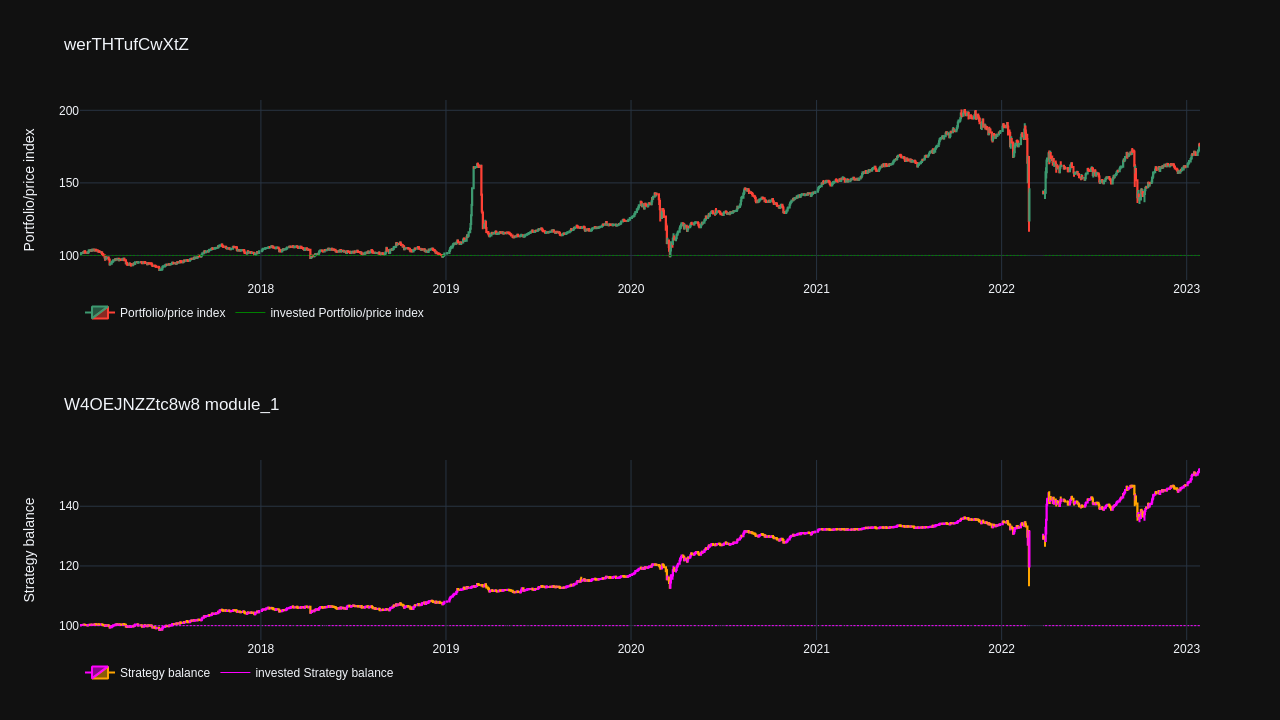 werTHTufCwXtZ
Portfolio/price index
200
150
100
2018 2019 2020 2021 2022 2023
Portfolio/price index invested Portfolio/price index
W4OEJNZZtc8w8 module_1
Strategy balance
140
120
100
2018 2019 2020 2021 2022 2023
Strategy balance invested Strategy balance